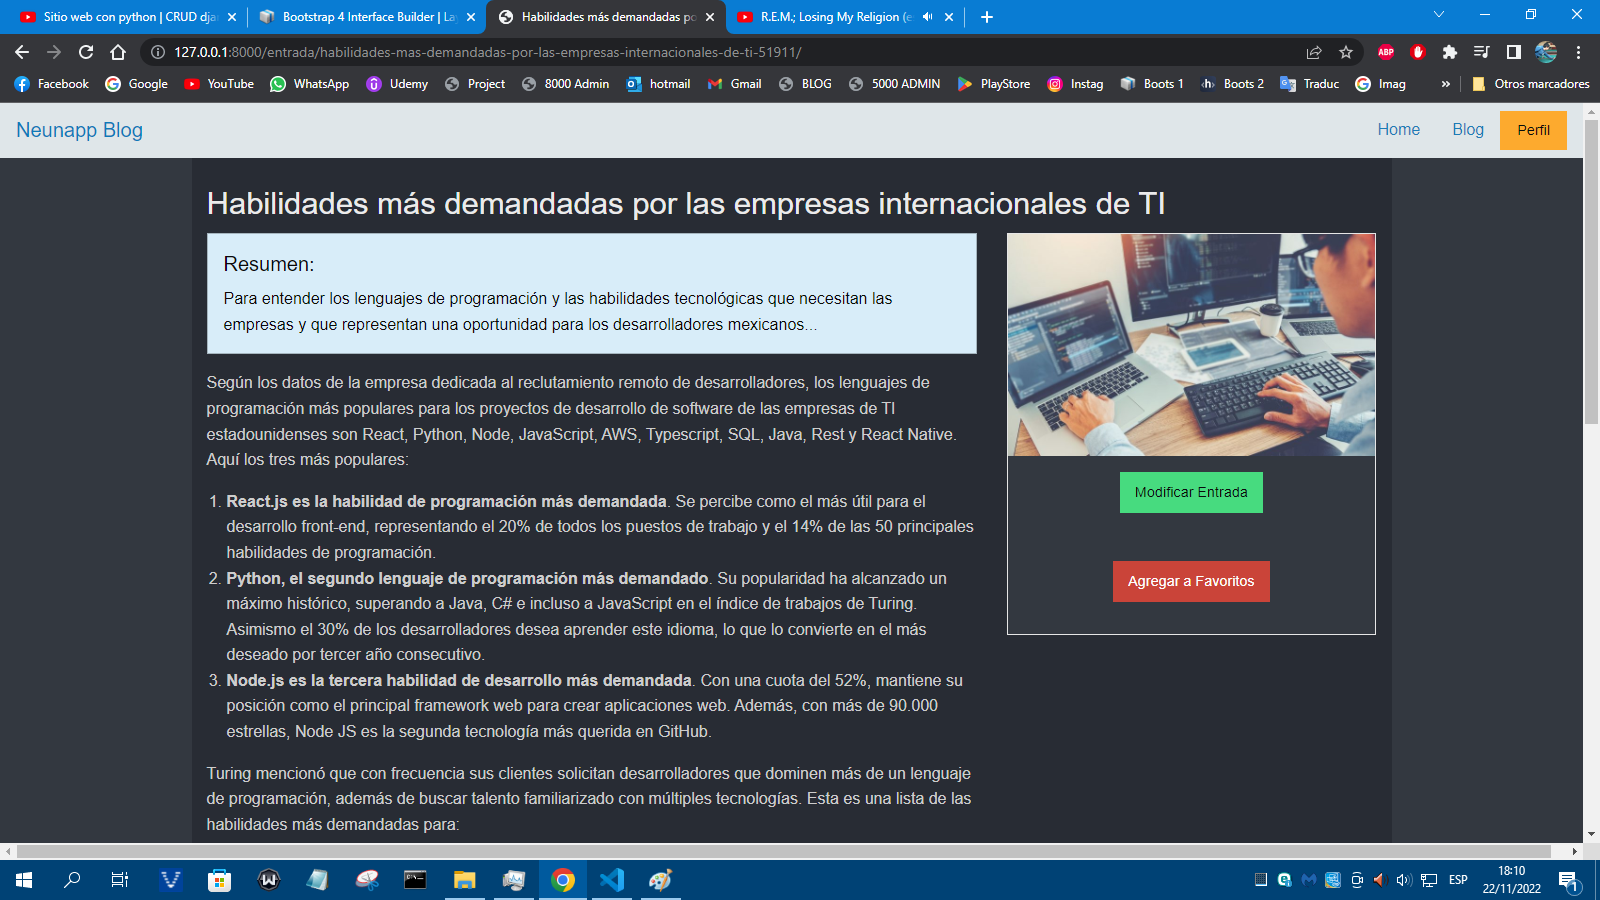 Sitio web con python | CRUD dja
Bootstrap 4 Interface Builder | La
Habilidades más demandadas po
R.E.M.; Losing My Religion (e
127.0.0.1:8000/entrada/habilidades-mas-demandadas-por-las-empresas-internacionales-de-ti-51911/
ABP
Facebook
Google
YouTube
WhatsApp
Udemy
Project
8000 Admin
hotmail
Gmail
BLOG
5000 ADMIN
PlayStore
Instag
Boots 1
Boots 2
Traduc
Imag
»
Otros marcadores
Neunapp Blog
Home
Blog
Perfil
Habilidades más demandadas por las empresas internacionales de TI
Resumen:
Para entender los lenguajes de programación y las habilidades tecnológicas que necesitan las
empresas y que representan una oportunidad para los desarrolladores mexicanos...
Según los datos de la empresa dedicada al reclutamiento remoto de desarrolladores, los lenguajes de
programación más populares para los proyectos de desarrollo de software de las empresas de TI
estadounidenses son React, Python, Node, JavaScript, AWS, Typescript, SQL, Java, Rest y React Native.
Aquí los tres más populares:
1. React.js es la habilidad de programación más demandada. Se percibe como el más útil para el
desarrollo front-end, representando el 20% de todos los puestos de trabajo y el 14% de las 50 principales
habilidades de programación.
2. Python, el segundo lenguaje de programación más demandado. Su popularidad ha alcanzado un
máximo histórico, superando a Java, C# e incluso a JavaScript en el índice de trabajos de Turing.
Asimismo el 30% de los desarrolladores desea aprender este idioma, lo que lo convierte en el más
deseado por tercer año consecutivo.
3. Node.js es la tercera habilidad de desarrollo más demandada. Con una cuota del 52%, mantiene su
posición como el principal framework web para crear aplicaciones web. Además, con más de 90.000
estrellas, Node JS es la segunda tecnología más querida en GitHub.
Turing mencionó que con frecuencia sus clientes solicitan desarrolladores que dominen más de un lenguaje
de programación, además de buscar talento familiarizado con múltiples tecnologías. Esta es una lista de las
habilidades más demandadas para:
Modificar Entrada
Agregar a Favoritos
ESP
18:10
22/11/2022
1